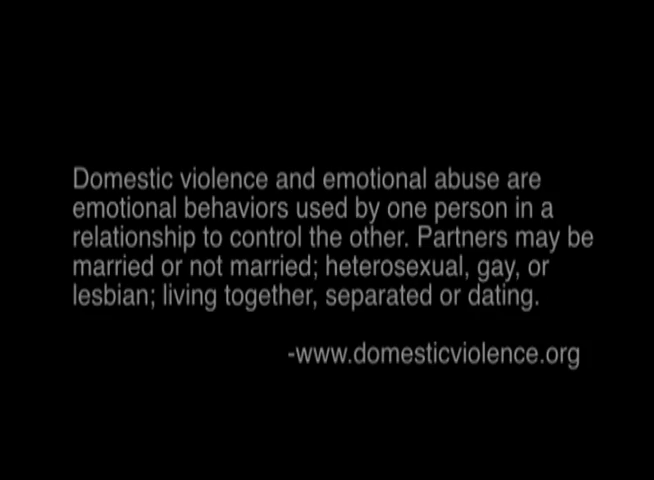 Domestic violence and emotional abuse are
emotional behaviors used by one person in a
relationship to control the other. Partners may be
married or not married; heterosexual, gay, or
lesbian; living together, separated or dating.
-www.domesticviolence.org